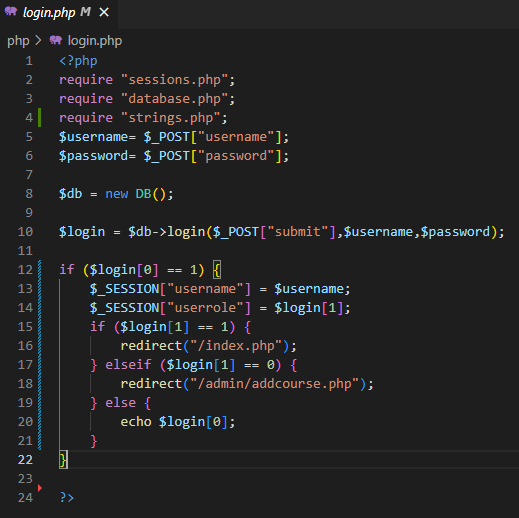 login.php M ×
php > login.php
1 <?php
2 require "sessions.php";
3 require "database.php";
4 require "strings.php";
5 $username= $_POST["username"];
6 $password= $_POST["password"];
7
8 $db = new DB();
9
10 $login = $db->login($_POST["submit"],$username,$password);
11
12 if ($login[0] == 1) {
13     $_SESSION["username"] = $username;
14     $_SESSION["userrole"] = $login[1];
15     if ($login[1] == 1) {
16         redirect("/index.php");
17     } elseif ($login[1] == 0) {
18         redirect("/admin/addcourse.php");
19     } else {
20         echo $login[0];
21     }
22 }
23
24 ?>